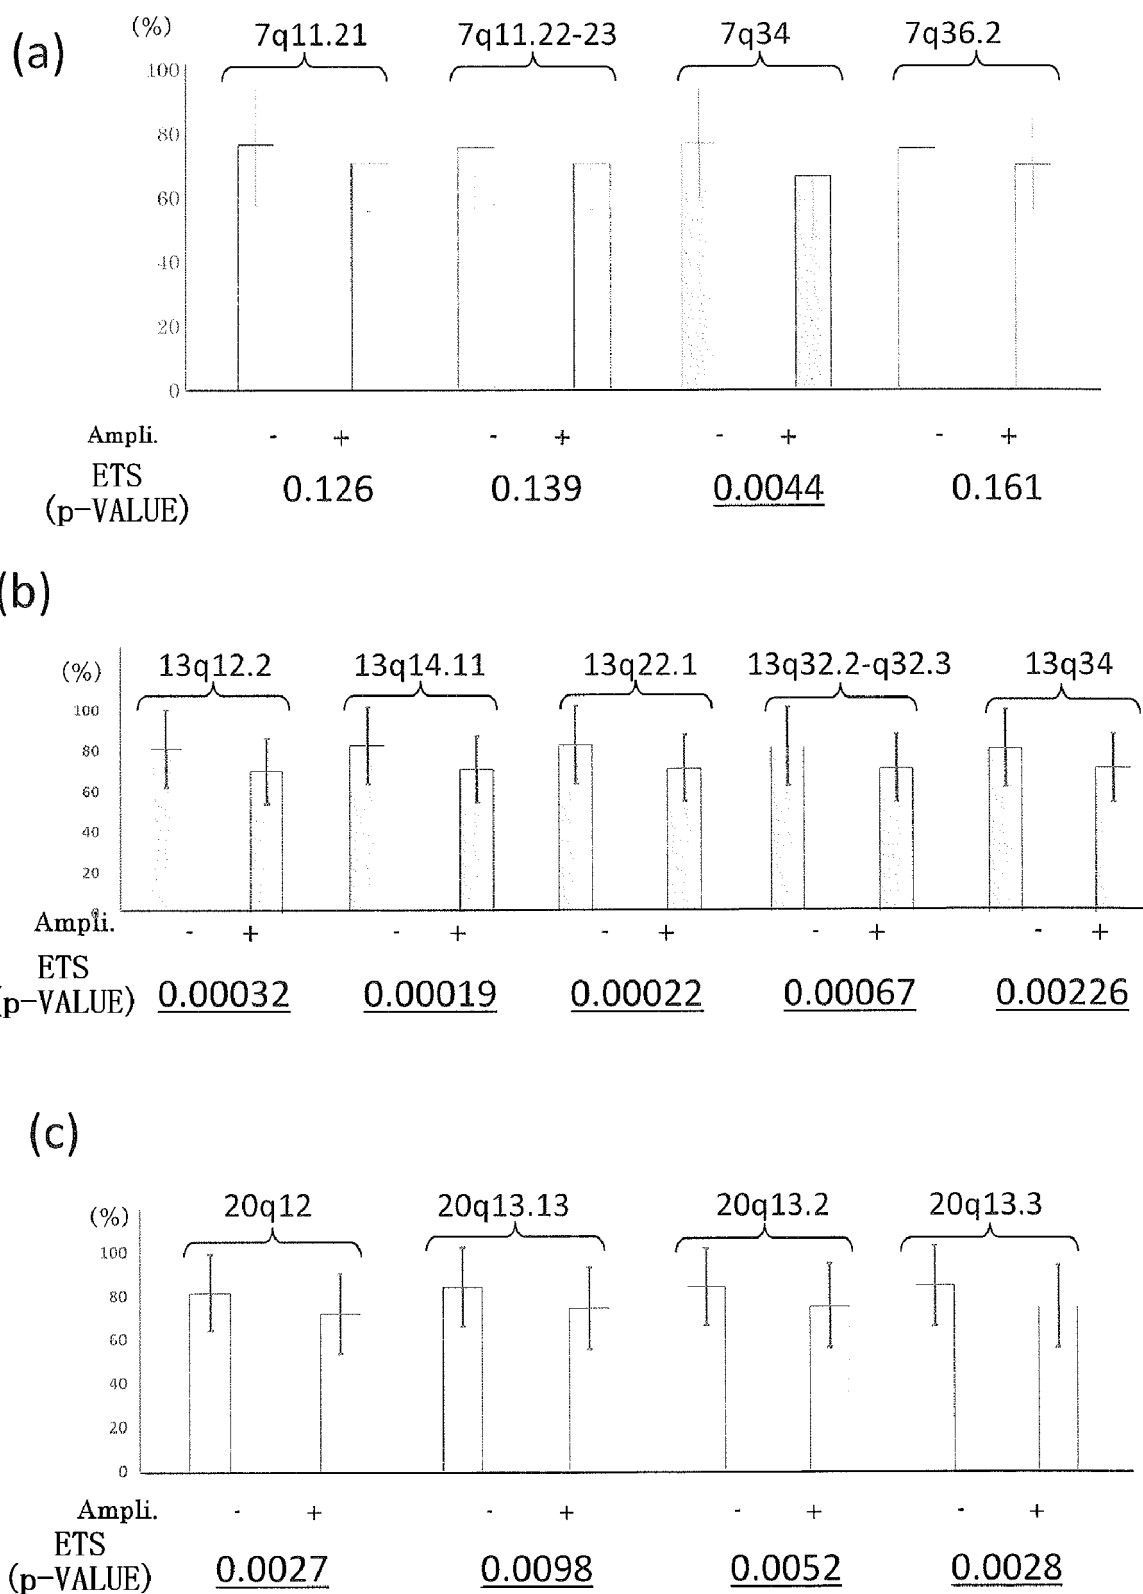 (a)
(%)
7q11.21 7q11.22-23 7q34 7q36.2
100
80
60
40
20
0
Ampli. - + - + - + - +
ETS
(p-VALUE) 0.126 0.139 0.0044 0.161
(b)
(%) 13q12.2 13q14.11 13q22.1 13q32.2-q32.3 13q34
100
80
60
40
20
0
Ampli. - + - + - + - + - +
ETS
(p-VALUE) 0.00032 0.00019 0.00022 0.00067 0.00226
(c)
(%) 20q12 20q13.13 20q13.2 20q13.3
100
80
60
40
20
0
Ampli. - + - + - + - +
ETS
(p-VALUE) 0.0027 0.0098 0.0052 0.0028